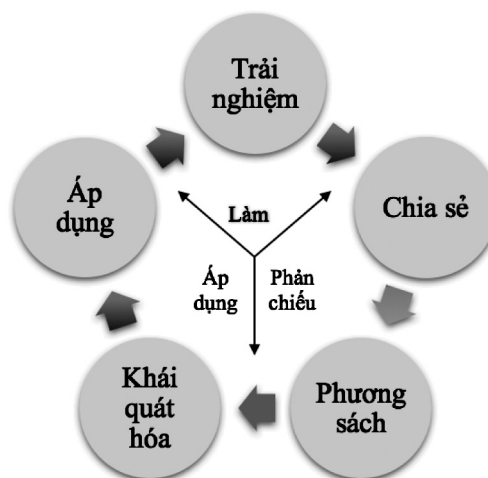 Trải
nghiệm
Chia sẻ
Phương
sách
Khái
quát
hóa
Áp
dụng
Làm
Phản
chiếu
Áp
dụng